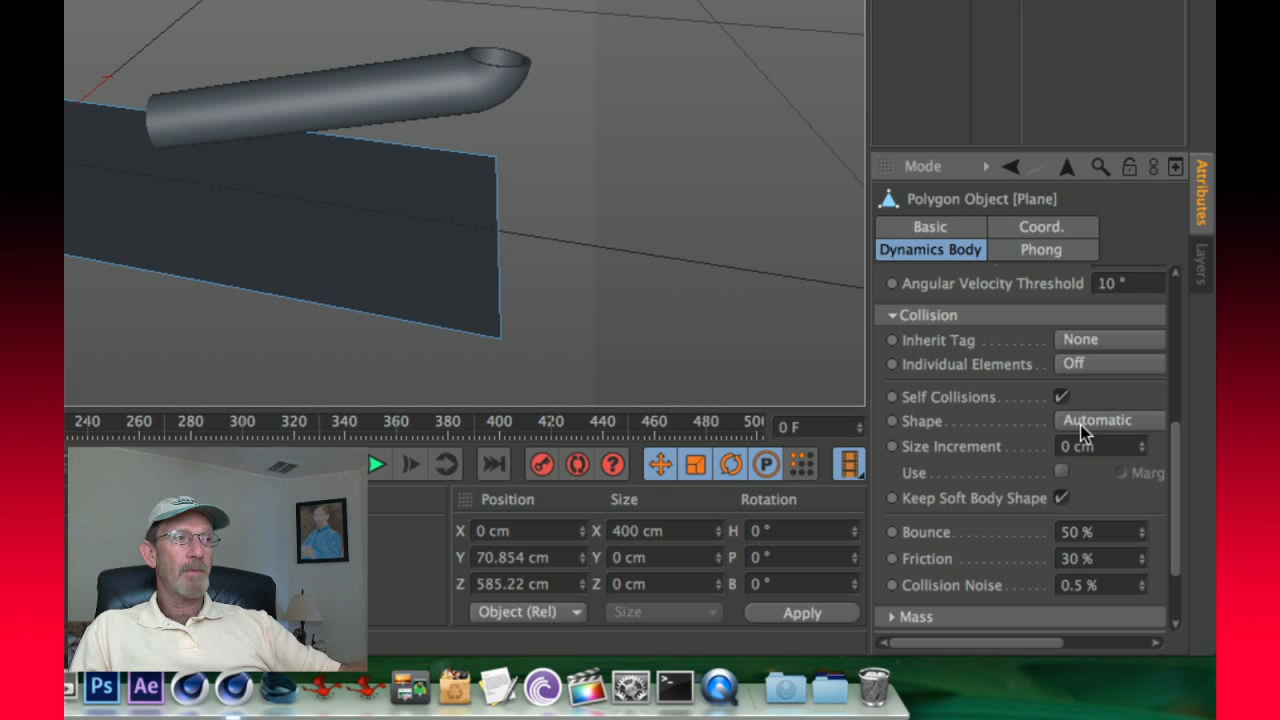 Mode
Attributes
Layers
Polygon Object [Plane]
Basic Coord.
Dynamics Body Phong
Angular Velocity Threshold 10 °
Collision
Inherit Tag None
Individual Elements Off
Self Collisions
Shape Automatic
Size Increment 0 cm
Use Marg
Keep Soft Body Shape
Bounce 50 %
Friction 30 %
Collision Noise 0.5 %
Mass
240 260 280 300 320 340 360 380 400 420 440 460 480 500 0 F
P
Position Size Rotation
X 0 cm X 400 cm H 0 °
Y 70.854 cm Y 0 cm P 0 °
Z 585.22 cm Z 0 cm B 0 °
Object (Rel) Size Apply
Ps Ae